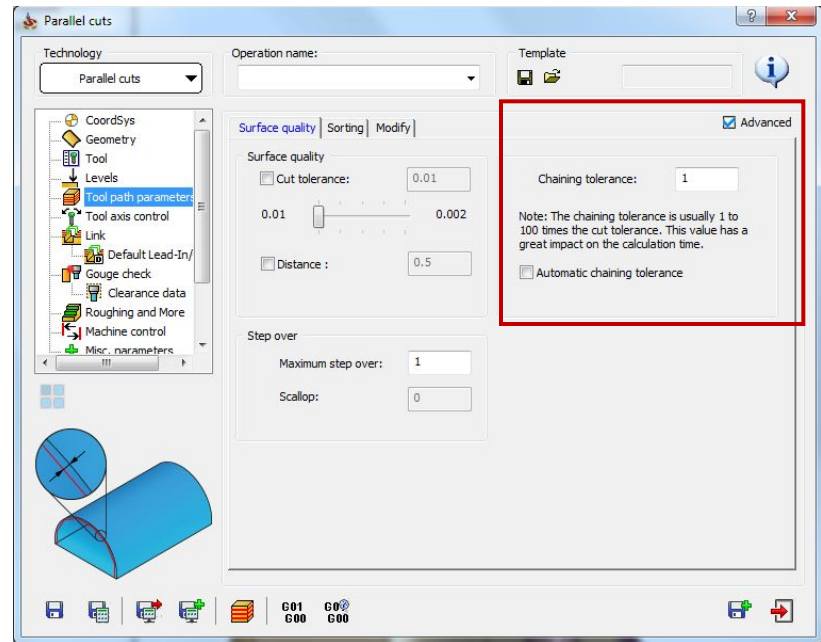 Parallel cuts
Technology
Parallel cuts
Operation name:
Template
CoordSys
Geometry
Tool
Levels
Tool path parameters
Tool axis control
Link
Default Lead-In/
Gouge check
Clearance data
Roughing and More
Machine control
Misc. parameters
Surface quality
Sorting
Modify
Advanced
Surface quality
Cut tolerance:
0.01
0.01
0.002
Distance :
0.5
Chaining tolerance:
1
Note: The chaining tolerance is usually 1 to
100 times the cut tolerance. This value has a
great impact on the calculation time.
Automatic chaining tolerance
Step over
Maximum step over:
1
Scallop:
0
G01
G00
G0
G00